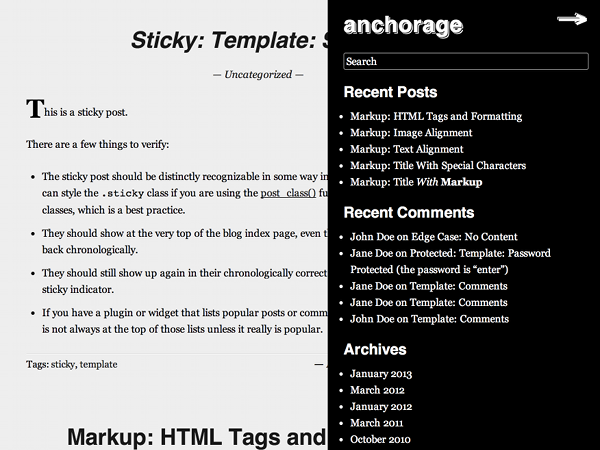 Sticky: Template: S
— Uncategorized —
This is a sticky post.
There are a few things to verify:
• The sticky post should be distinctly recognizable in some way in
can style the .sticky class if you are using the post_class() fu
classes, which is a best practice.
• They should show at the very top of the blog index page, even t
back chronologically.
• They should still show up again in their chronologically correct
sticky indicator.
• If you have a plugin or widget that lists popular posts or comm
is not always at the top of those lists unless it really is popular.
Tags: sticky, template
—
Markup: HTML Tags and
anchorage
Search
Recent Posts
• Markup: HTML Tags and Formatting
• Markup: Image Alignment
• Markup: Text Alignment
• Markup: Title With Special Characters
• Markup: Title With Markup
Recent Comments
• John Doe on Edge Case: No Content
• Jane Doe on Protected: Template: Password
Protected (the password is “enter”)
• Jane Doe on Template: Comments
• Jane Doe on Template: Comments
• John Doe on Template: Comments
Archives
• January 2013
• March 2012
• January 2012
• March 2011
• October 2010